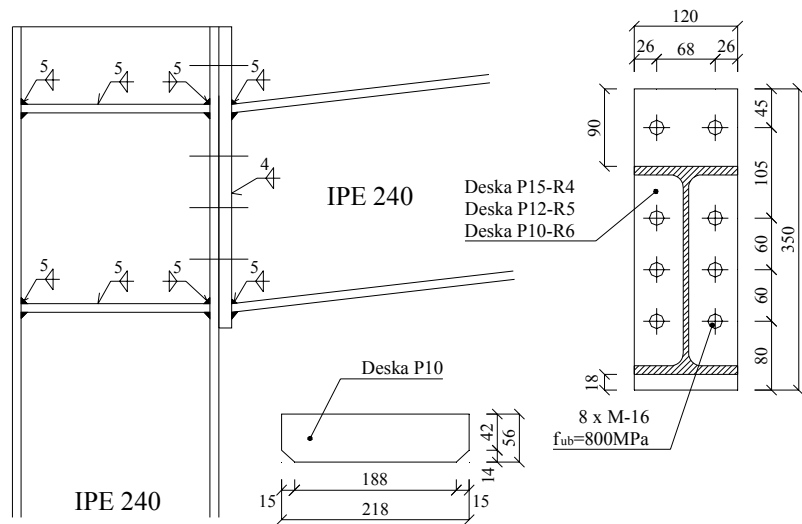 5 5 5 5
4
IPE 240
5 5 5 5
IPE 240
Deska P10
42
56
14
188
15 15
218
120
26 68 26
90
45
105
60
60
80
350
18
Deska P15-R4
Deska P12-R5
Deska P10-R6
8 x M-16
fub=800MPa